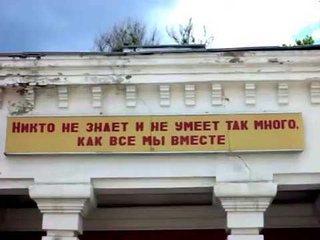 Никто не знает и не умеет так много,
как все мы вместе